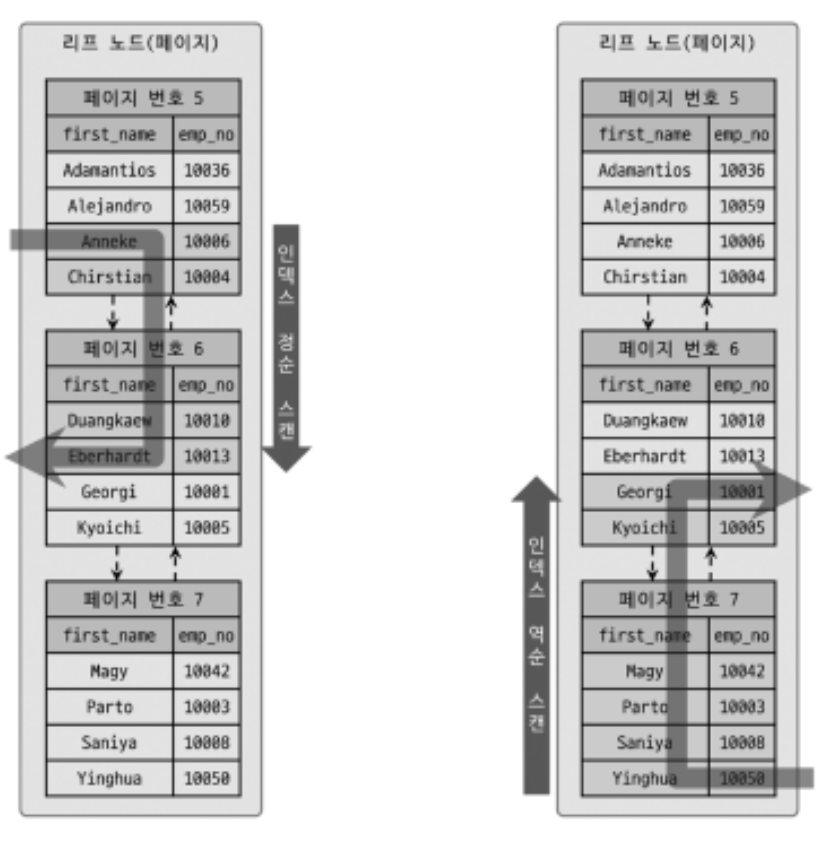 리프 노드(페이지)
페이지 번호 5
first_name emp_no
Adamantios 10036
Alejandro 10059
Anneke 10006
Chirstian 10004
페이지 번호 6
first_name emp_no
Duangkaew 10010
Eberhardt 10013
Georgi 10001
Kyoichi 10005
페이지 번호 7
first_name emp_no
Magy 10042
Parto 10003
Saniya 10008
Yinghua 10050
인덱스 정순 스캔
리프 노드(페이지)
페이지 번호 5
first_name emp_no
Adamantios 10036
Alejandro 10059
Anneke 10006
Chirstian 10004
페이지 번호 6
first_name emp_no
Duangkaew 10010
Eberhardt 10013
Georgi 10001
Kyoichi 10005
페이지 번호 7
first_name emp_no
Magy 10042
Parto 10003
Saniya 10008
Yinghua 10050
인덱스 역순 스캔